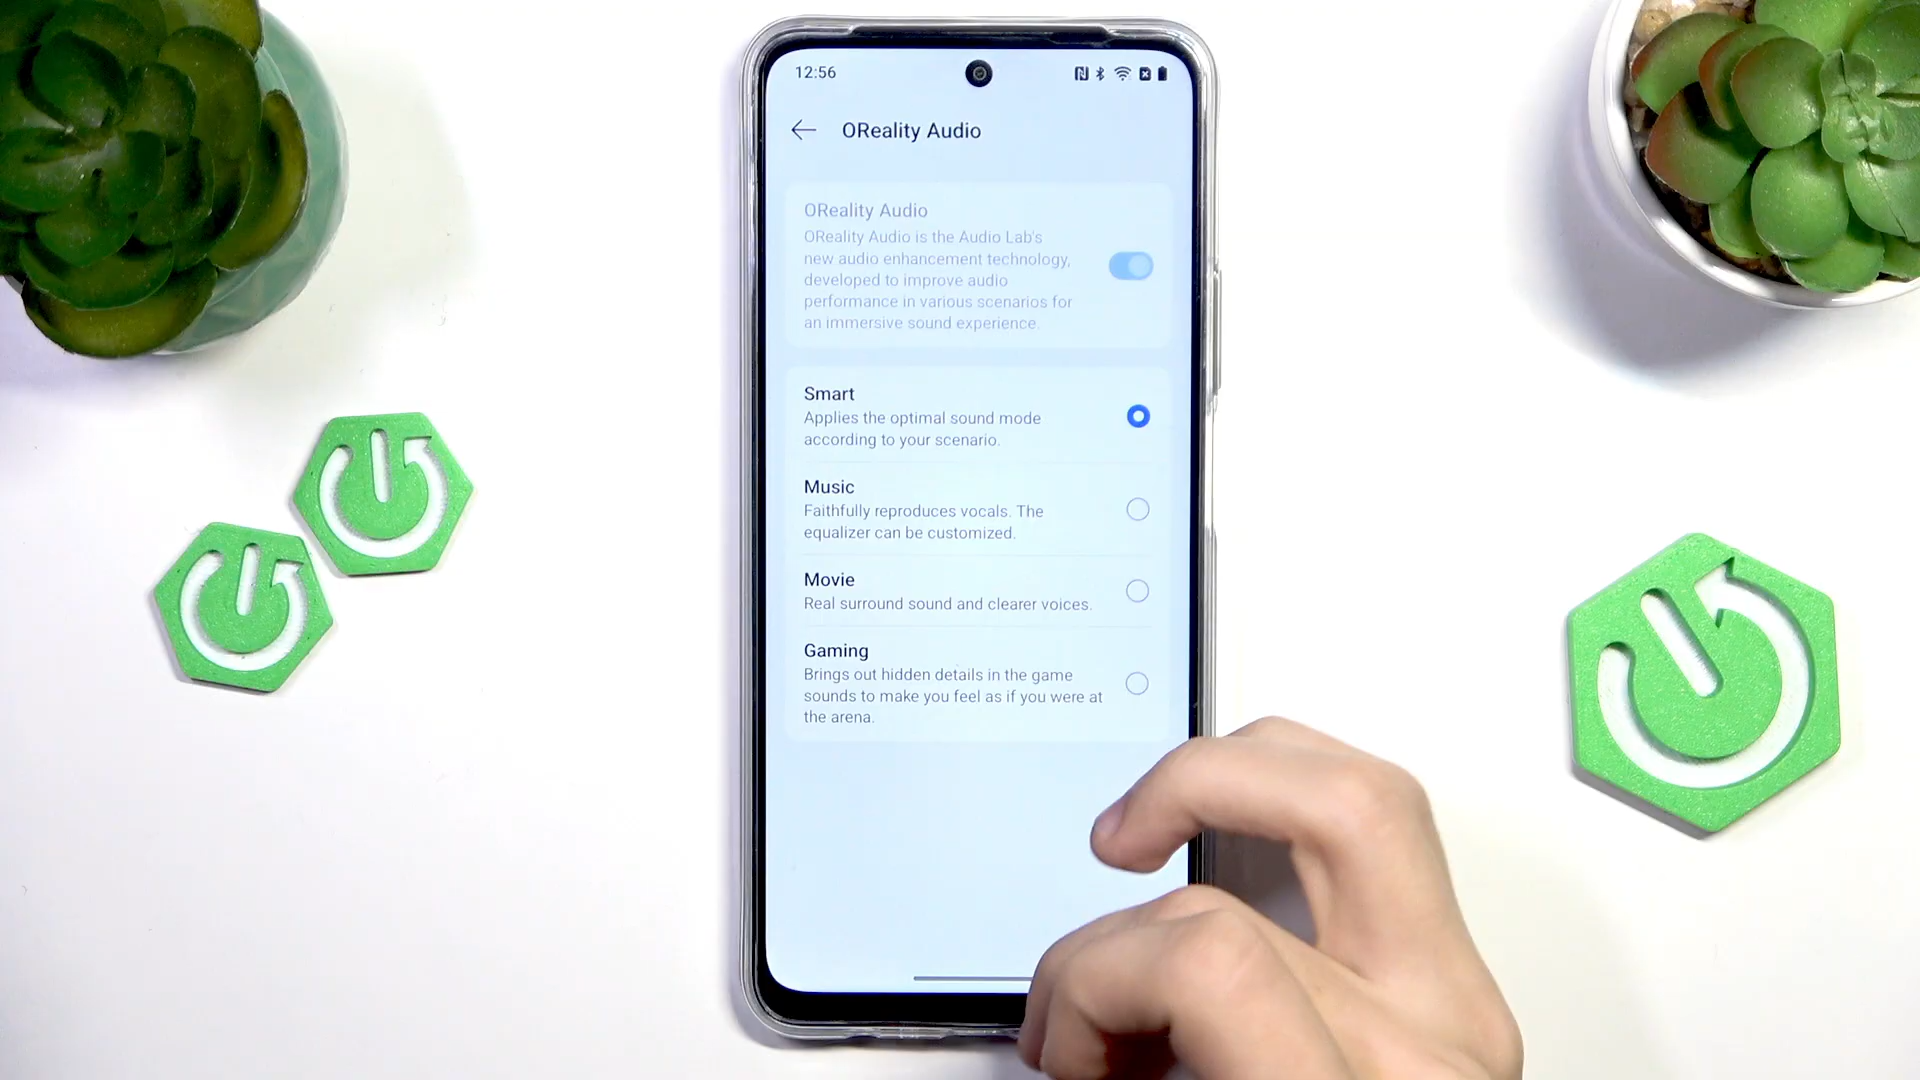 12:56
OReality Audio
OReality Audio
OReality Audio is the Audio Lab's
new audio enhancement technology,
developed to improve audio
performance in various scenarios for
an immersive sound experience.
Smart
Applies the optimal sound mode
according to your scenario.
Music
Faithfully reproduces vocals. The
equalizer can be customized.
Movie
Real surround sound and clearer voices.
Gaming
Brings out hidden details in the game
sounds to make you feel as if you were at
the arena.